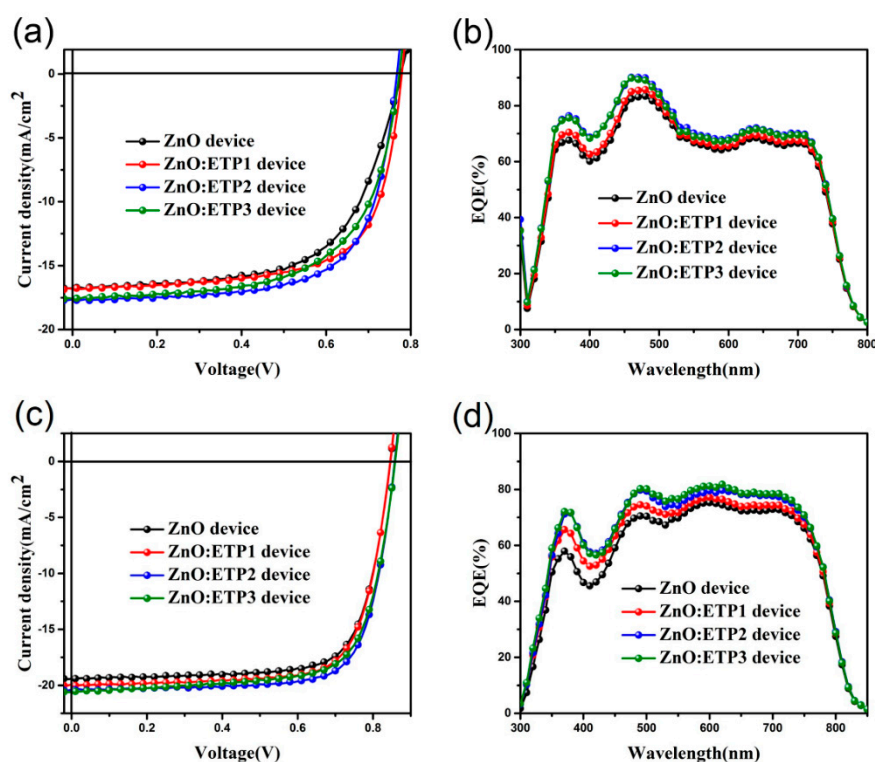 (a)
Current density(mA/cm²)
0
-5
-10
-15
-20
0.0
0.2
0.4
0.6
0.8
Voltage(V)
ZnO device
ZnO:ETP1 device
ZnO:ETP2 device
ZnO:ETP3 device
(b)
EQE(%)
100
80
60
40
20
0
300
400
500
600
700
800
Wavelength(nm)
ZnO device
ZnO:ETP1 device
ZnO:ETP2 device
ZnO:ETP3 device
(c)
Current density(mA/cm²)
0
-5
-10
-15
-20
0.0
0.2
0.4
0.6
0.8
Voltage(V)
ZnO device
ZnO:ETP1 device
ZnO:ETP2 device
ZnO:ETP3 device
(d)
EQE(%)
100
80
60
40
20
0
300
400
500
600
700
800
Wavelength(nm)
ZnO device
ZnO:ETP1 device
ZnO:ETP2 device
ZnO:ETP3 device